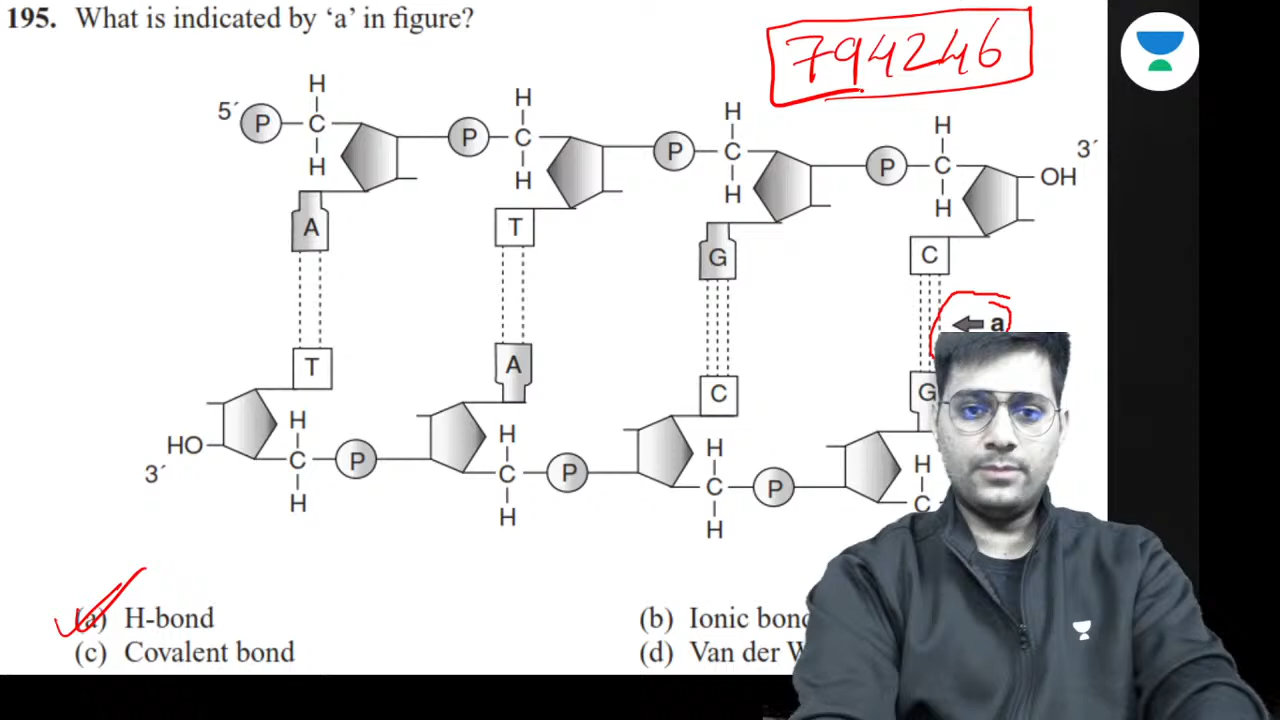 195. What is indicated by ‘a’ in figure?
794246
H H H H
5´ P C P C P C P C 3´
OH
H H H H
A T G C
a
T A C G
H H H H
HO C P C P C P C
3´
H H H
(a) H-bond (b) Ionic bon
(c) Covalent bond (d) Van der